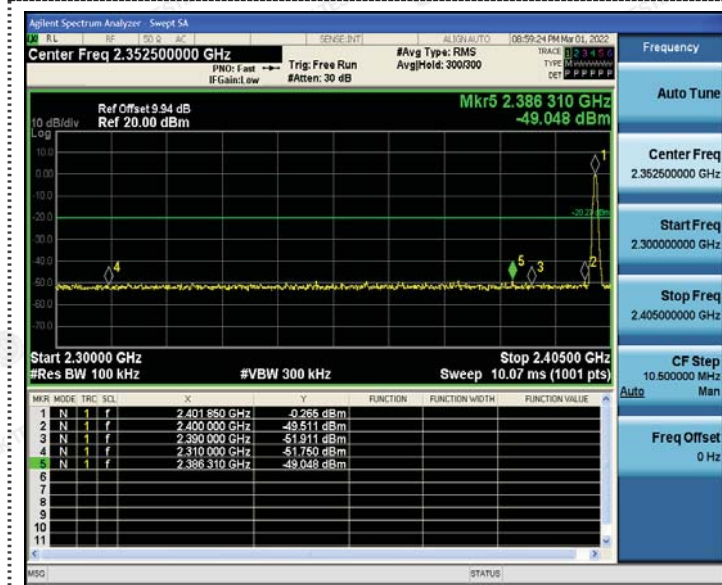 Agilent Spectrum Analyzer - Swept SA
RL RF 50 Ω AC SENSE:INT ALIGN AUTO 08:59:24 PM Mar 01, 2022
Center Freq 2.352500000 GHz #Avg Type: RMS TRACE 1 2 3 4 5 6
PNO: Fast Trig: Free Run Avg|Hold: 300/300 TYPE M
IFGain:Low #Atten: 30 dB DET P P P P P P
Ref Offset 9.94 dB Mkr5 2.386 310 GHz
10 dB/div Ref 20.00 dBm -49.048 dBm
Log
10.0
0.00
-10.0
-20.0
-30.0
-40.0
-50.0
-60.0
-70.0
1
4
5
3
2
Start 2.30000 GHz Stop 2.40500 GHz
#Res BW 100 kHz #VBW 300 kHz Sweep 10.07 ms (1001 pts)
MKR MODE TRC SCL X Y FUNCTION FUNCTION WIDTH FUNCTION VALUE
1 N 1 f 2.401 850 GHz -0.265 dBm
2 N 1 f 2.400 000 GHz -49.511 dBm
3 N 1 f 2.390 000 GHz -51.911 dBm
4 N 1 f 2.310 000 GHz -51.750 dBm
5 N 1 f 2.386 310 GHz -49.048 dBm
6
7
8
9
10
11
MSG STATUS
Frequency
Auto Tune
Center Freq
2.352500000 GHz
Start Freq
2.300000000 GHz
Stop Freq
2.405000000 GHz
CF Step
10.500000 MHz
Auto Man
Freq Offset
0 Hz